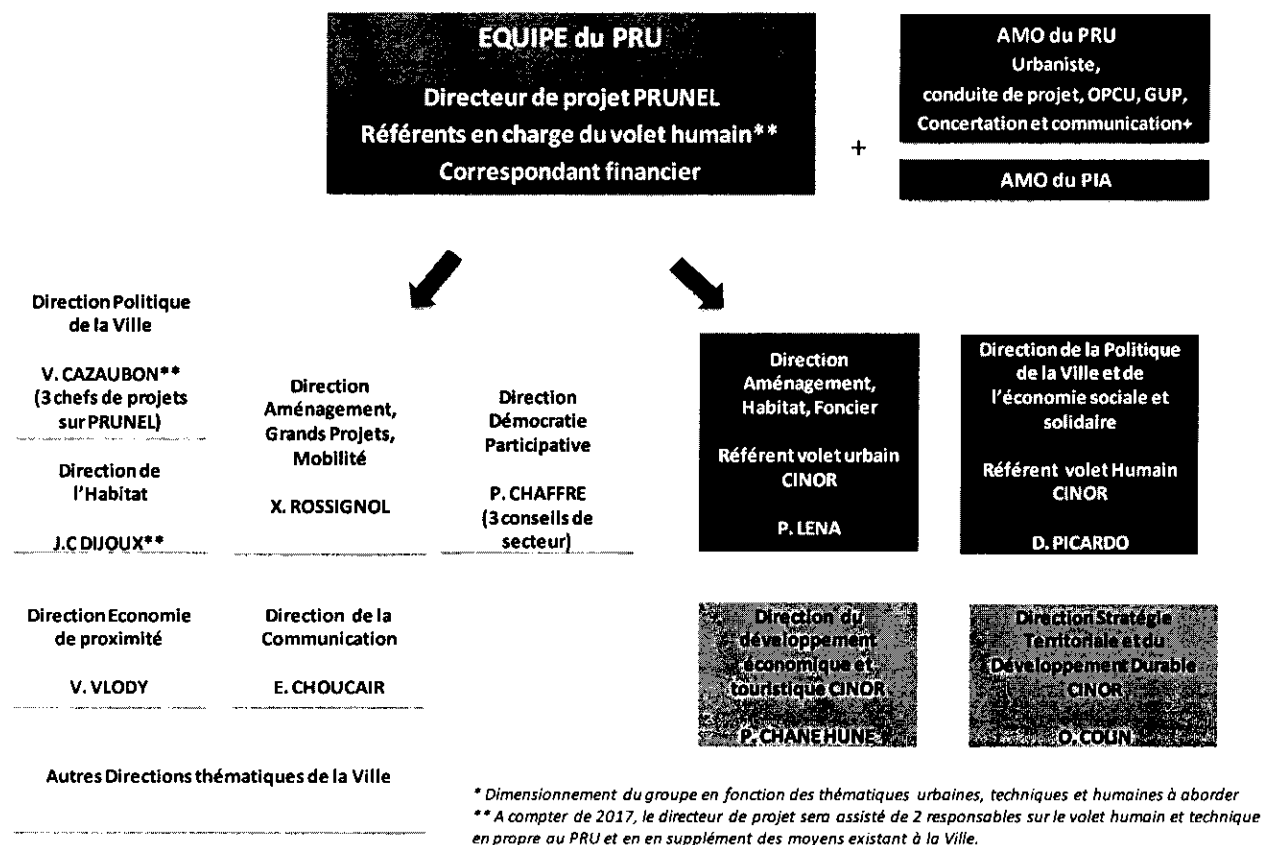 EQUIPE du PRU
Directeur de projet PRUNEL
Référents en charge du volet humain**
Correspondant financier
+
AMO du PRU
Urbaniste,
conduite de projet, OPCU, GUP,
Concertation et communication+
AMO du PIA
Direction Politique
de la Ville
V. CAZAUBON**
(3 chefs de projets
sur PRUNEL)
Direction de
l'Habitat
J.C DIJOUX**
Direction
Aménagement,
Grands Projets,
Mobilité
X. ROSSIGNOL
Direction
Démocratie
Participative
P. CHAFFRE
(3 conseils de
secteur)
Direction
Aménagement,
Habitat, Foncier
Référent volet urbain
CINOR
P. LENA
Direction de la Politique
de la Ville et de
l'économie sociale et
solidaire
Référent volet Humain
CINOR
D. PICARDO
Direction Economie
de proximité
V. VLODY
Direction de la
Communication
E. CHOUCAIR
Direction du
développement
économique et
touristique CINOR
P. CHANE HUNE
Direction Stratégie
Territoriale et du
Développement Durable
CINOR
O. COLIN
Autres Directions thématiques de la Ville
* Dimensionnement du groupe en fonction des thématiques urbaines, techniques et humaines à aborder
** A compter de 2017, le directeur de projet sera assisté de 2 responsables sur le volet humain et technique
en propre au PRU et en en supplément des moyens existant à la Ville.